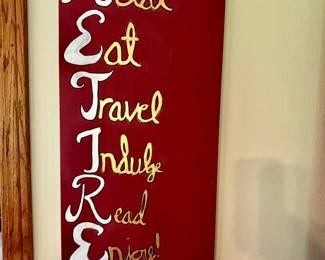 Eat
Travel
Indulge
Read
Enjoy!